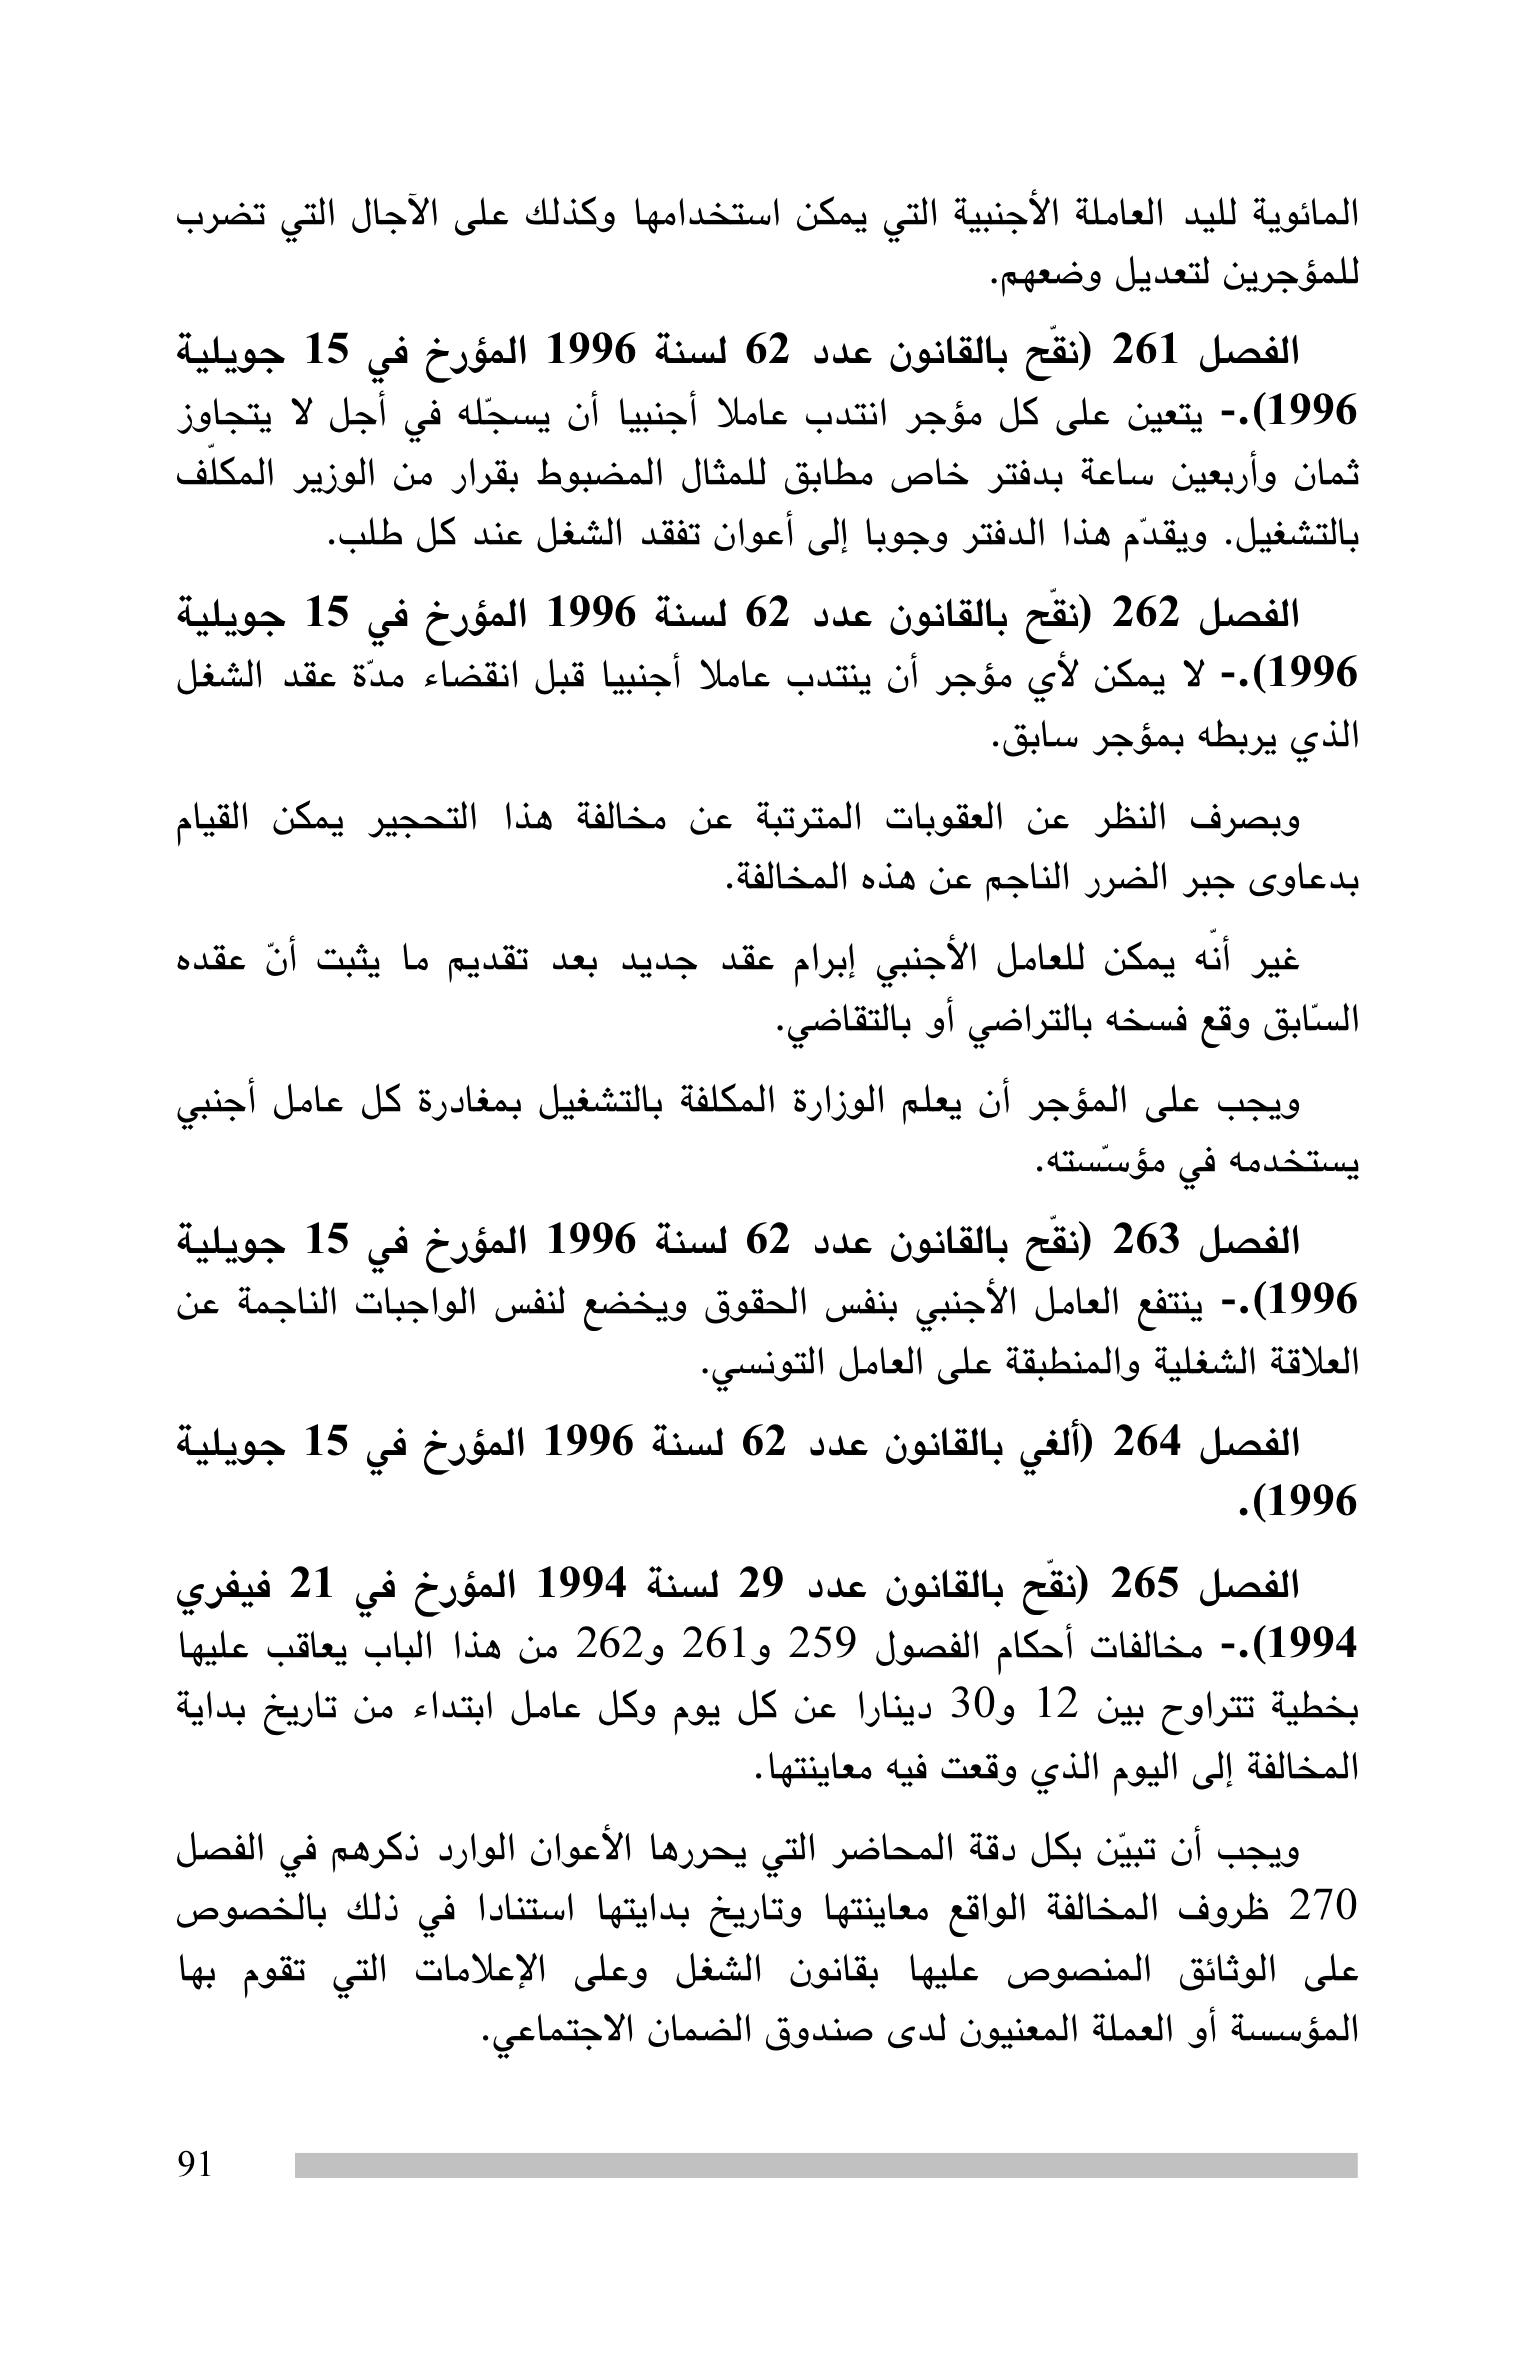 المائوية لليد العاملة الأجنبية التي يمكن استخدامها وكذلك على الآجال التي تضرب
للمؤجرين لتعديل وضعهم.
الفصل 261 (نقّح بالقانون عدد 62 لسنة 1996 المؤرخ في 15 جويلية
1996).- يتعين على كل مؤجر انتدب عاملا أجنبيا أن يسجّله في أجل لا يتجاوز
ثمان وأربعين ساعة بدفتر خاص مطابق للمثال المضبوط بقرار من الوزير المكلّف
بالتشغيل. ويقدّم هذا الدفتر وجوبا إلى أعوان تفقد الشغل عند كل طلب.
الفصل 262 (نقّح بالقانون عدد 62 لسنة 1996 المؤرخ في 15 جويلية
1996).- لا يمكن لأي مؤجر أن ينتدب عاملا أجنبيا قبل انقضاء مدّة عقد الشغل
الذي يربطه بمؤجر سابق.
وبصرف النظر عن العقوبات المترتبة عن مخالفة هذا التحجير يمكن القيام
بدعاوى جبر الضرر الناجم عن هذه المخالفة.
غير أنّه يمكن للعامل الأجنبي إبرام عقد جديد بعد تقديم ما يثبت أنّ عقده
السّابق وقع فسخه بالتراضي أو بالتقاضي.
ويجب على المؤجر أن يعلم الوزارة المكلفة بالتشغيل بمغادرة كل عامل أجنبي
يستخدمه في مؤسّسته.
الفصل 263 (نقّح بالقانون عدد 62 لسنة 1996 المؤرخ في 15 جويلية
1996).- ينتفع العامل الأجنبي بنفس الحقوق ويخضع لنفس الواجبات الناجمة عن
العلاقة الشغلية والمنطبقة على العامل التونسي.
الفصل 264 (ألغي بالقانون عدد 62 لسنة 1996 المؤرخ في 15 جويلية
1996).
الفصل 265 (نقّح بالقانون عدد 29 لسنة 1994 المؤرخ في 21 فيفري
1994).- مخالفات أحكام الفصول 259 و261 و262 من هذا الباب يعاقب عليها
بخطية تتراوح بين 12 و30 دينارا عن كل يوم وكل عامل ابتداء من تاريخ بداية
المخالفة إلى اليوم الذي وقعت فيه معاينتها.
ويجب أن تبيّن بكل دقة المحاضر التي يحررها الأعوان الوارد ذكرهم في الفصل
270 ظروف المخالفة الواقع معاينتها وتاريخ بدايتها استنادا في ذلك بالخصوص
على الوثائق المنصوص عليها بقانون الشغل وعلى الإعلامات التي تقوم بها
المؤسسة أو العملة المعنيون لدى صندوق الضمان الاجتماعي.
91